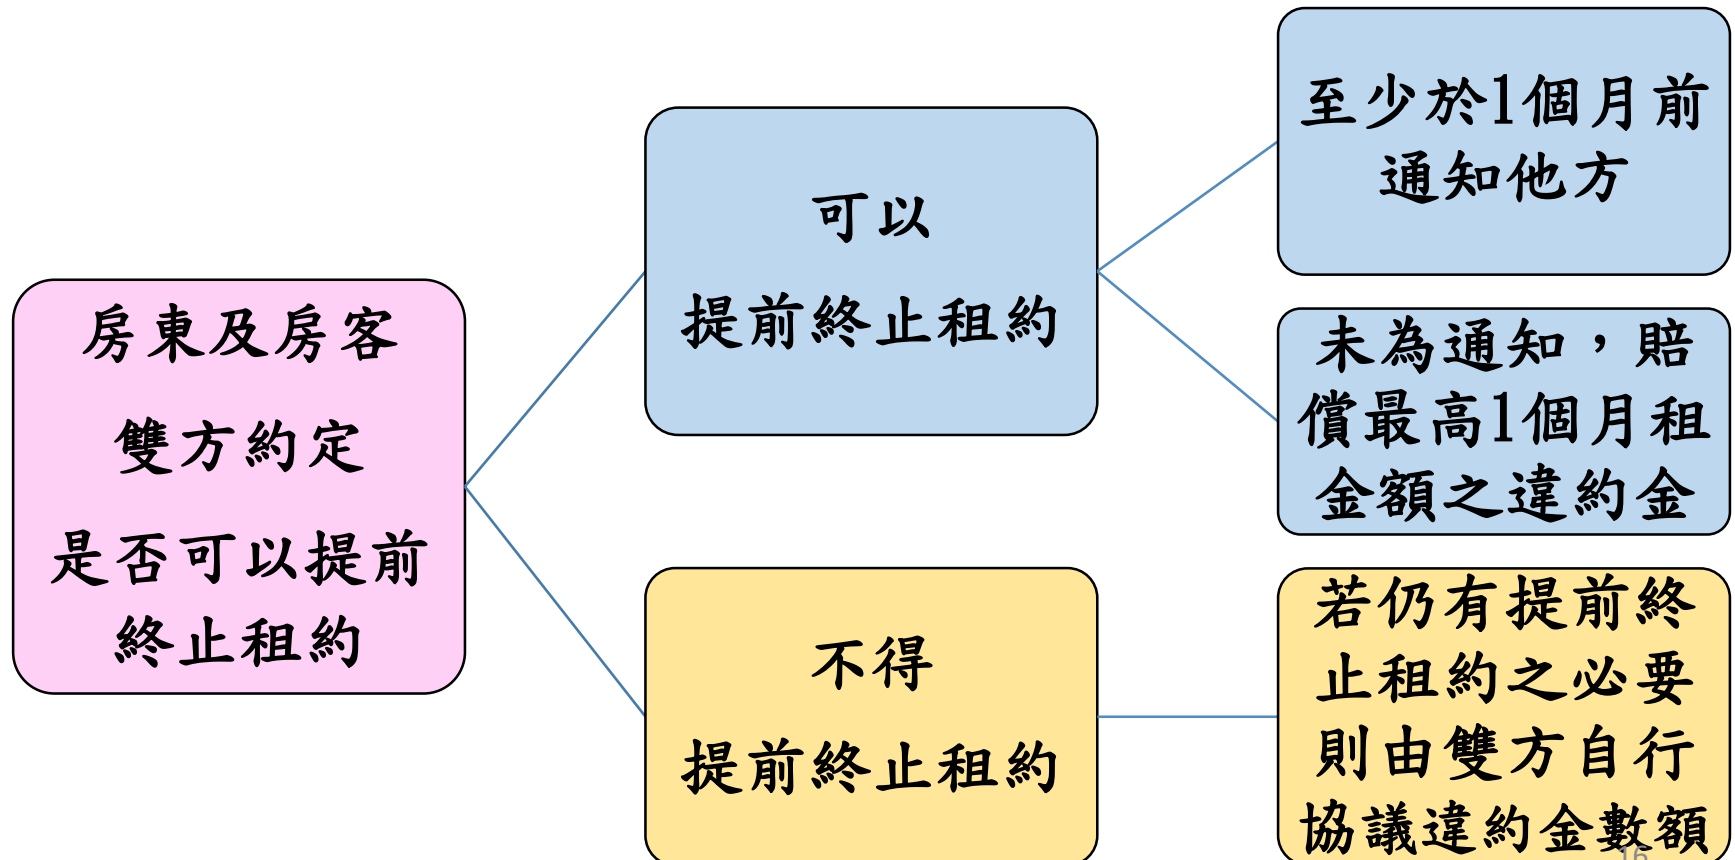 房東及房客
雙方約定
是否可以提前
終止租約
可以
提前終止租約
至少於1個月前
通知他方
未為通知，賠
償最高1個月租
金額之違約金
不得
提前終止租約
若仍有提前終
止租約之必要
則由雙方自行
協議違約金數額
16